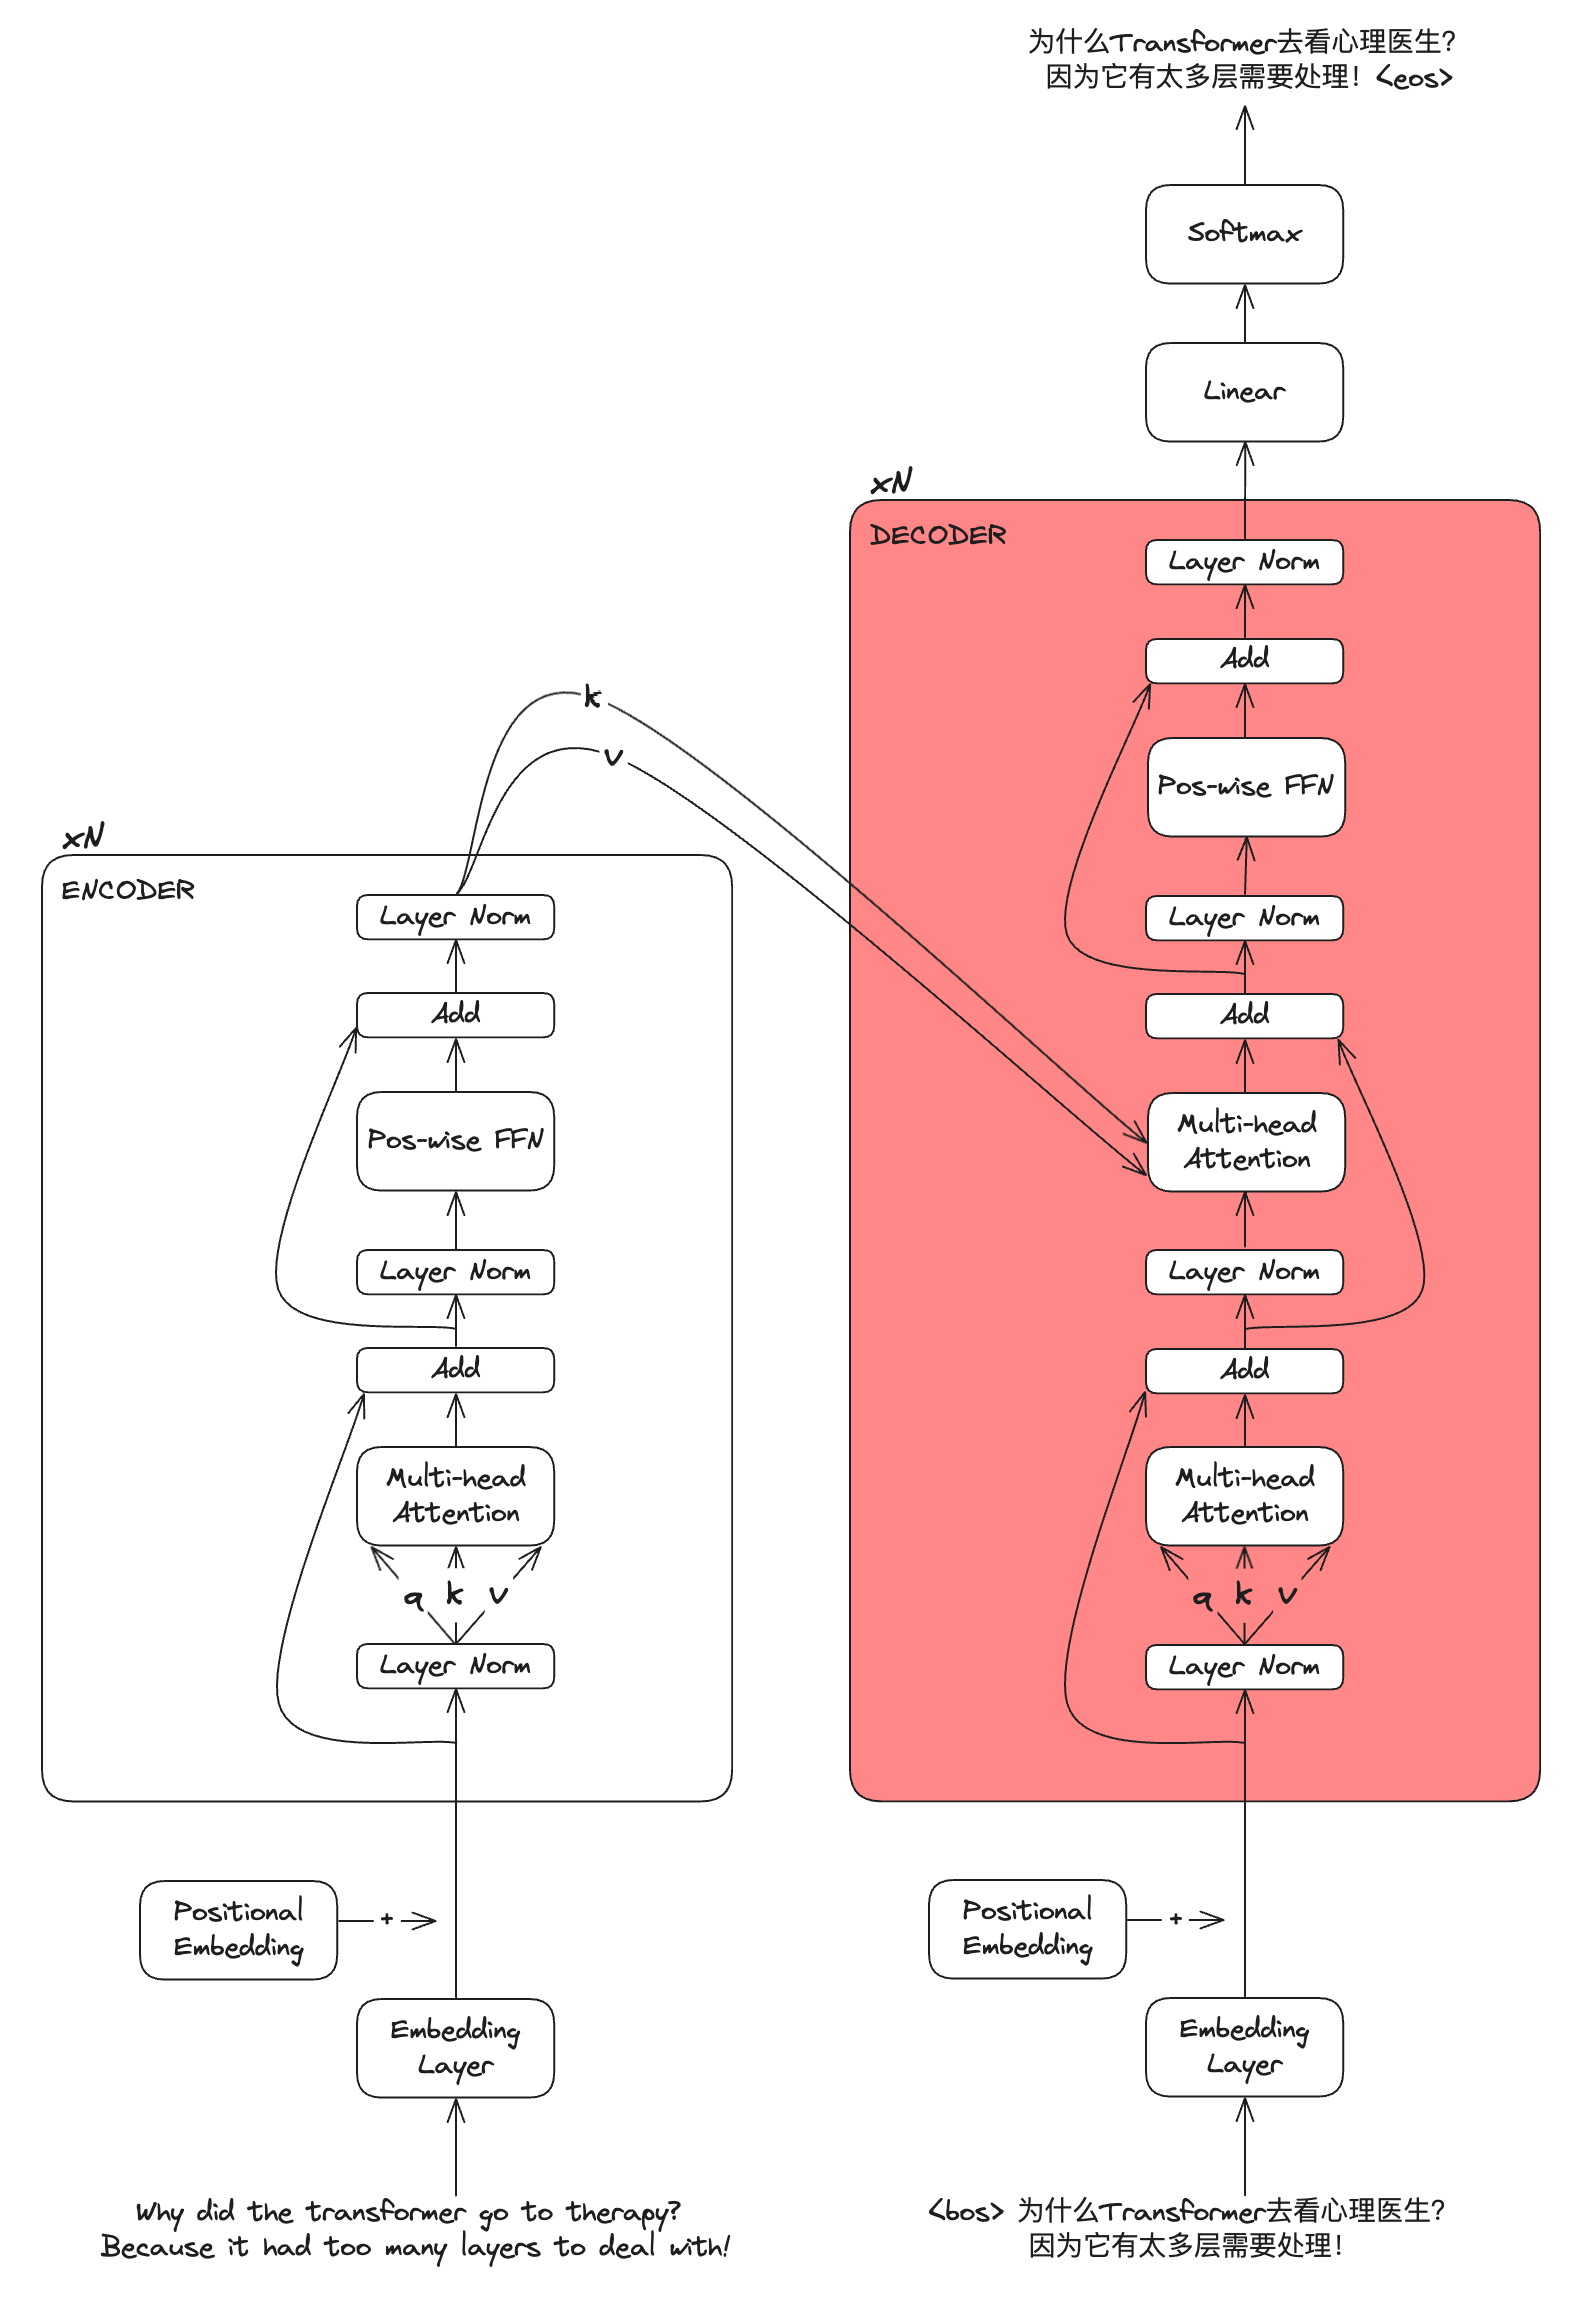 为什么Transformer去看心理医生?
因为它有太多层需要处理! <eos>
Softmax
Linear
xN
DECODER
Layer Norm
Add
Pos-wise FFN
Layer Norm
Add
Multi-head
Attention
Layer Norm
Add
Multi-head
Attention
q k v
Layer Norm
k
v
xN
ENCODER
Layer Norm
Add
Pos-wise FFN
Layer Norm
Add
Multi-head
Attention
q k v
Layer Norm
Positional
Embedding
+
Embedding
Layer
Why did the transformer go to therapy?
Because it had too many layers to deal with!
Positional
Embedding
+
Embedding
Layer
<bos> 为什么Transformer去看心理医生?
因为它有太多层需要处理!